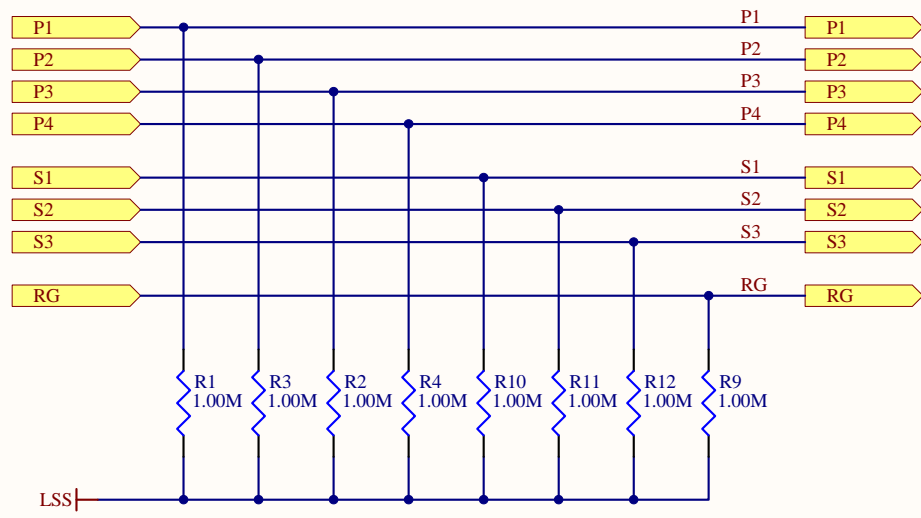 P1 P1 P1
P2 P2 P2
P3 P3 P3
P4 P4 P4
S1 S1 S1
S2 S2 S2
S3 S3 S3
RG RG RG
R1 R3 R2 R4 R10 R11 R12 R9
1.00M 1.00M 1.00M 1.00M 1.00M 1.00M 1.00M 1.00M
LSS